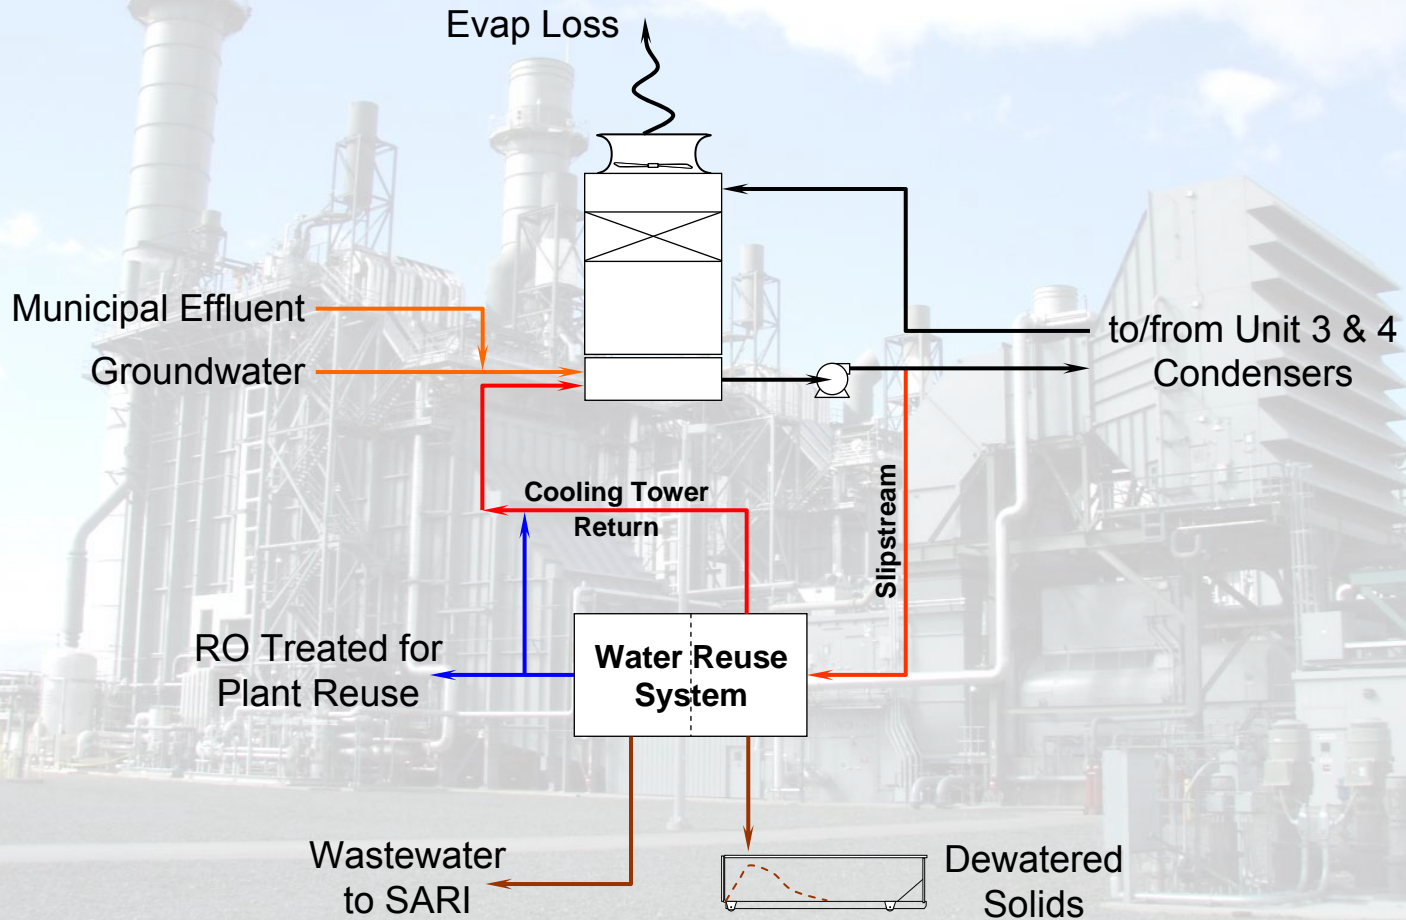 Evap Loss
Municipal Effluent
Groundwater
to/from Unit 3 & 4
Condensers
Cooling Tower
Return
Slipstream
RO Treated for
Plant Reuse
Water Reuse
System
Wastewater
to SARI
Dewatered
Solids